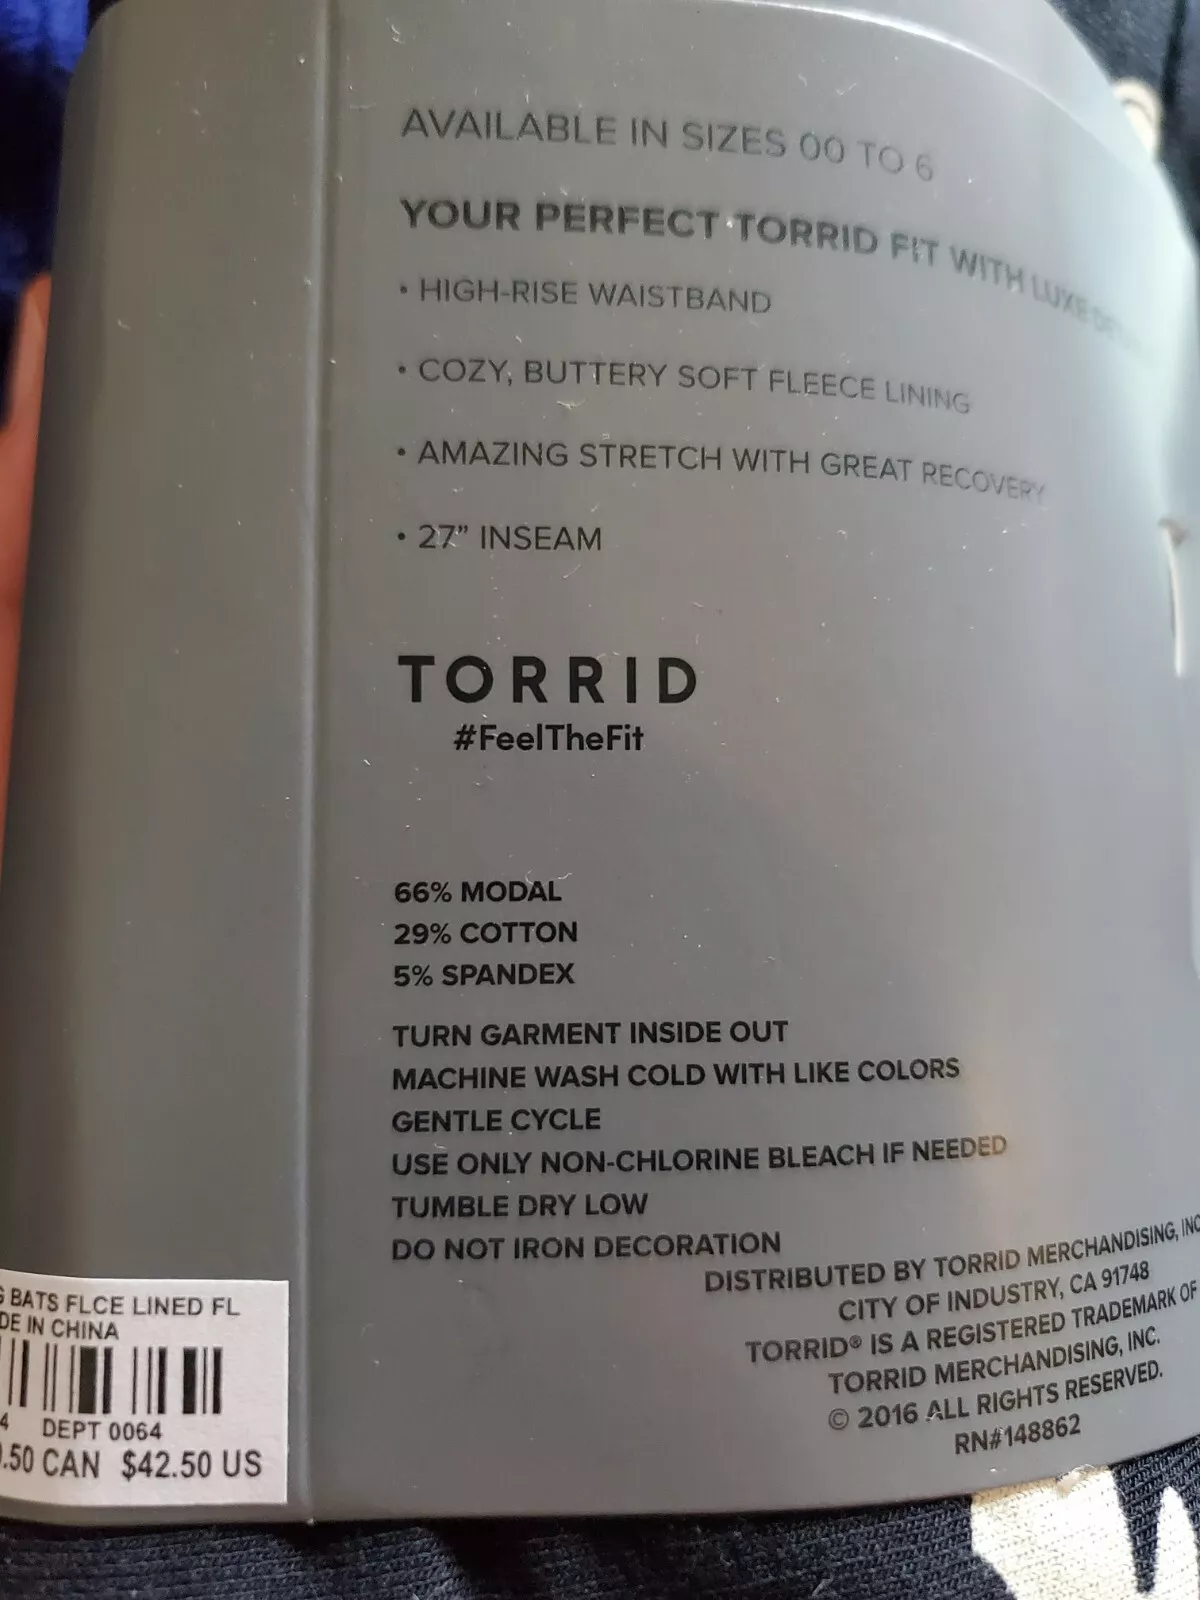 AVAILABLE IN SIZES 00 TO 6
YOUR PERFECT TORRID FIT WITH LUXE
• HIGH-RISE WAISTBAND
• COZY, BUTTERY SOFT FLEECE LINING
• AMAZING STRETCH WITH GREAT RECOVERY
• 27” INSEAM
TORRID
#FeelTheFit
66% MODAL
29% COTTON
5% SPANDEX
TURN GARMENT INSIDE OUT
MACHINE WASH COLD WITH LIKE COLORS
GENTLE CYCLE
USE ONLY NON-CHLORINE BLEACH IF NEEDED
TUMBLE DRY LOW
DO NOT IRON DECORATION
DISTRIBUTED BY TORRID MERCHANDISING, INC
CITY OF INDUSTRY, CA 91748
TORRID® IS A REGISTERED TRADEMARK OF
TORRID MERCHANDISING, INC.
© 2016 ALL RIGHTS RESERVED.
RN#148862
BATS FLCE LINED FL
DE IN CHINA
4 DEPT 0064
.50 CAN $42.50 US